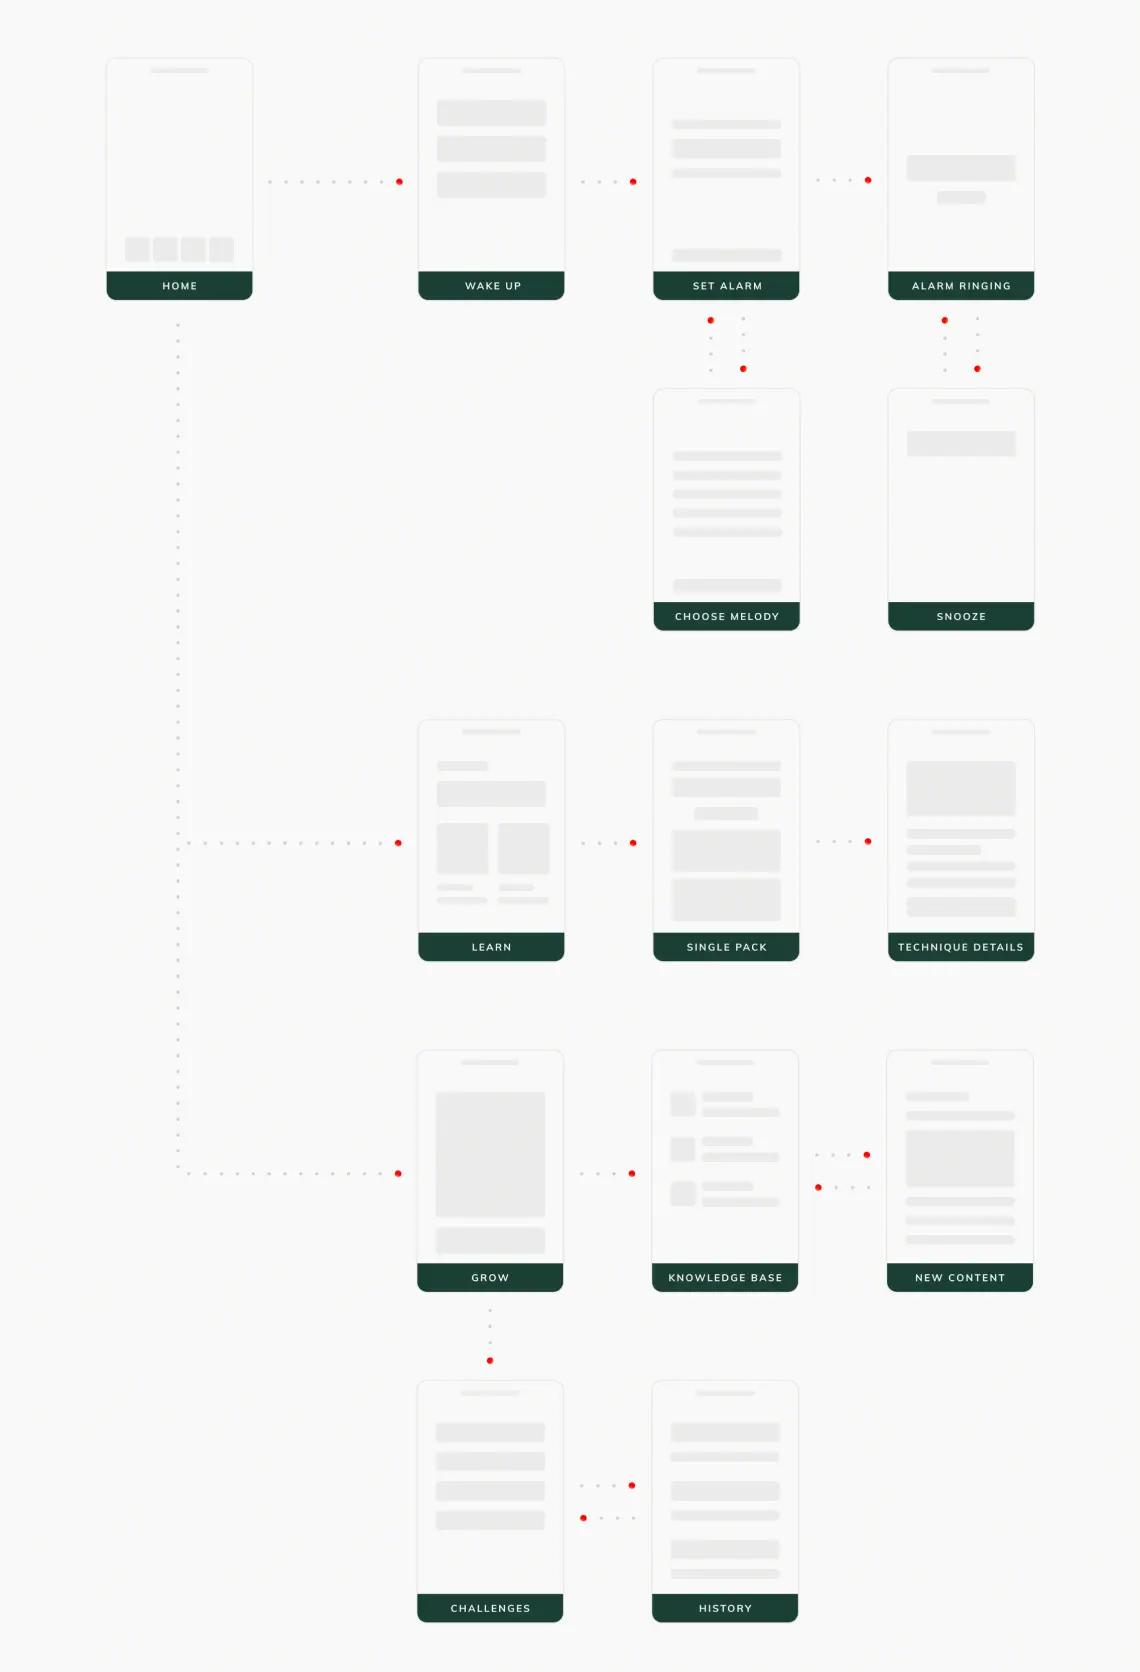 HOME
WAKE UP
SET ALARM
ALARM RINGING
CHOOSE MELODY
SNOOZE
LEARN
SINGLE PACK
TECHNIQUE DETAILS
GROW
KNOWLEDGE BASE
NEW CONTENT
CHALLENGES
HISTORY